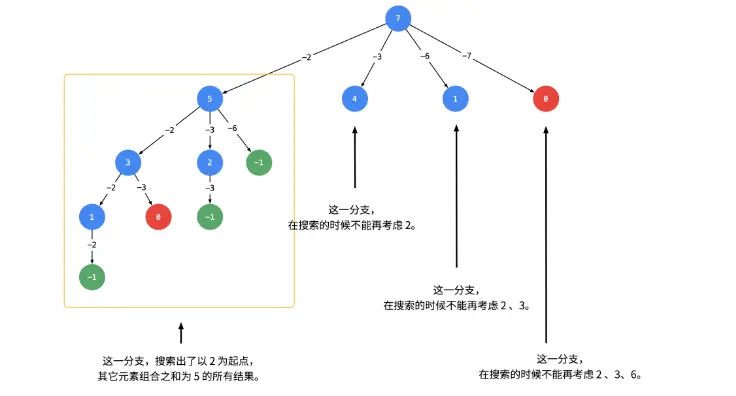 7
-2
-3
-6
-7
5
4
1
0
-2
-3
-6
3
2
-1
-2
-3
-3
1
0
-1
-2
-1
这一分支，
在搜索的时候不能再考虑 2。
这一分支，
在搜索的时候不能再考虑 2 、3。
这一分支，搜索出了以 2 为起点，
其它元素组合之和为 5 的所有结果。
这一分支，
在搜索的时候不能再考虑 2 、3、6。